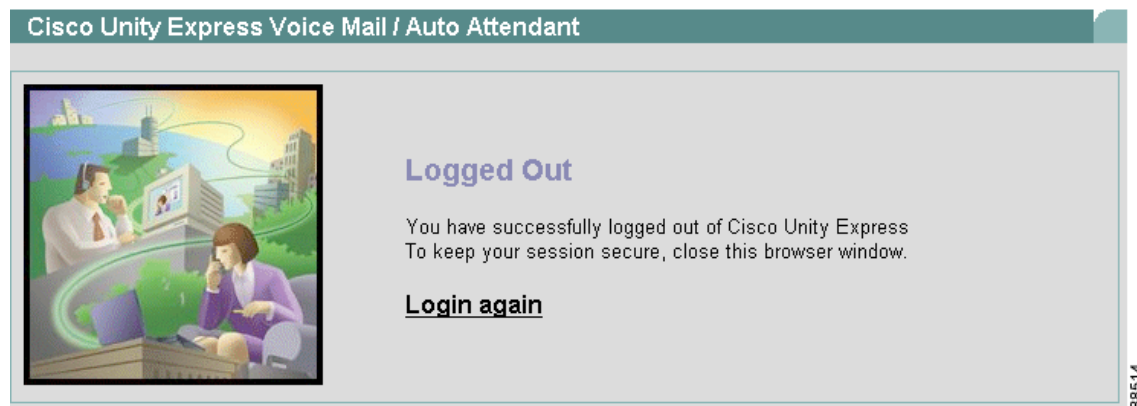 Cisco Unity Express Voice Mail / Auto Attendant
Logged Out
You have successfully logged out of Cisco Unity Express
To keep your session secure, close this browser window.
Login again
88514